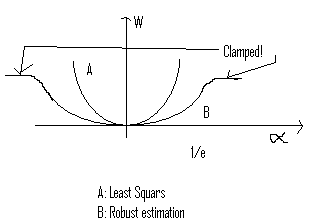 W
Clamped!
A
B
α
1/e
A: Least Squars
B: Robust estimation